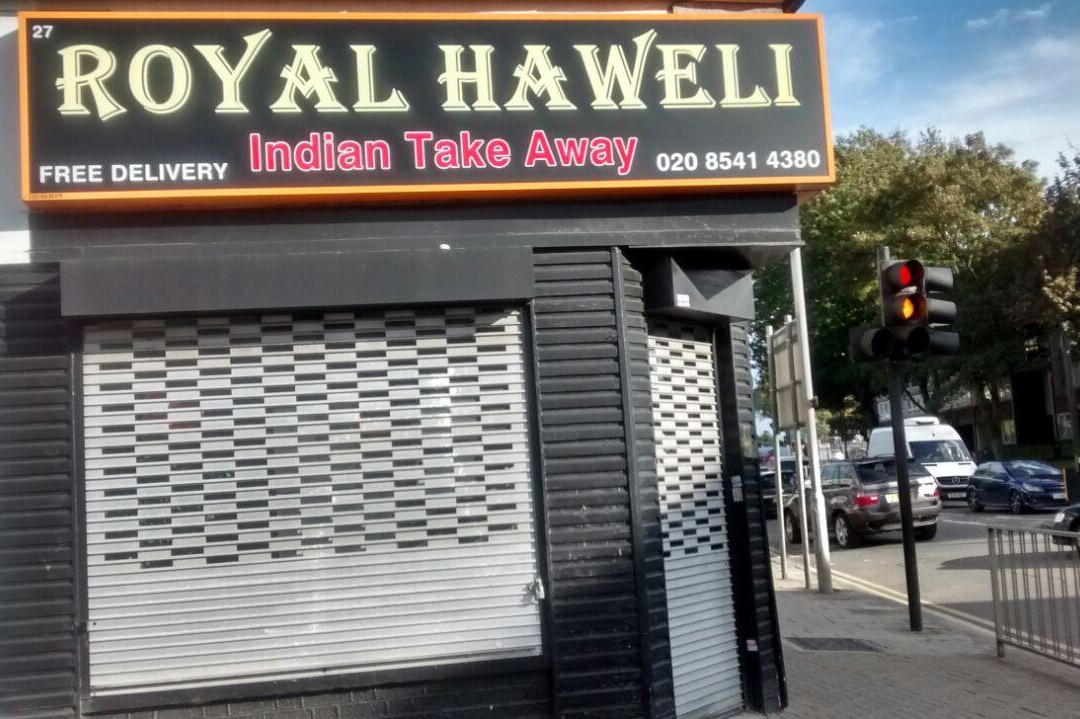 27
ROYAL HAWELI
Indian Take Away
FREE DELIVERY
020 8541 4380